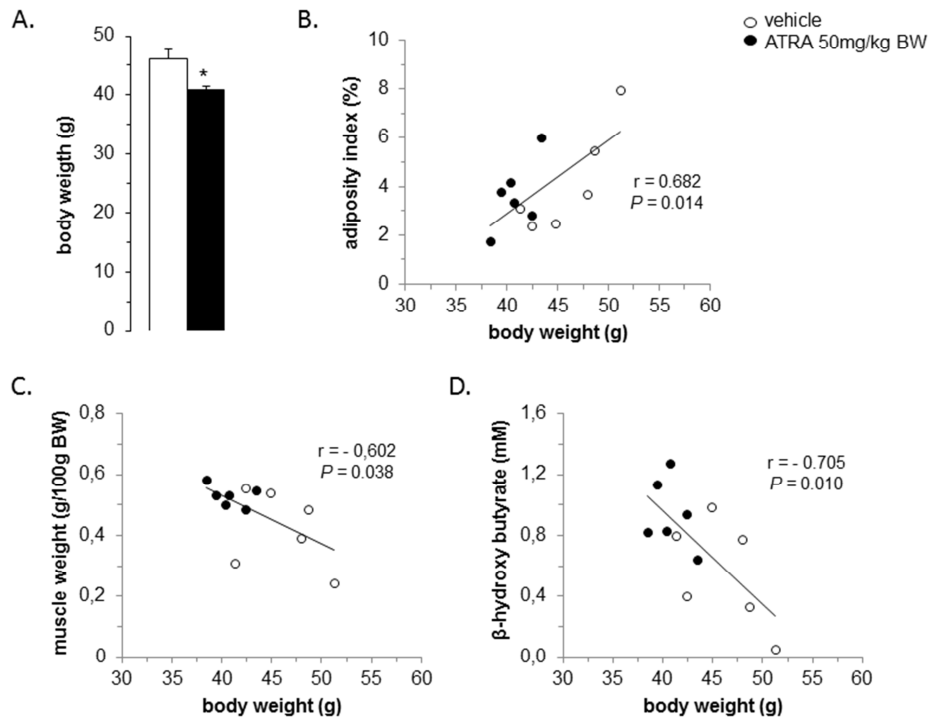 A.
50
40
30
20
10
0
body weigth (g)
*
B.
vehicle
ATRA 50mg/kg BW
10
8
6
4
2
0
adiposity index (%)
r = 0.682
P = 0.014
30 35 40 45 50 55 60
body weight (g)
C.
0,8
0,6
0,4
0,2
0
muscle weight (g/100g BW)
r = - 0,602
P = 0.038
30 35 40 45 50 55 60
body weight (g)
D.
1,6
1,2
0,8
0,4
0,0
β-hydroxy butyrate (mM)
r = - 0.705
P = 0.010
30 35 40 45 50 55 60
body weight (g)